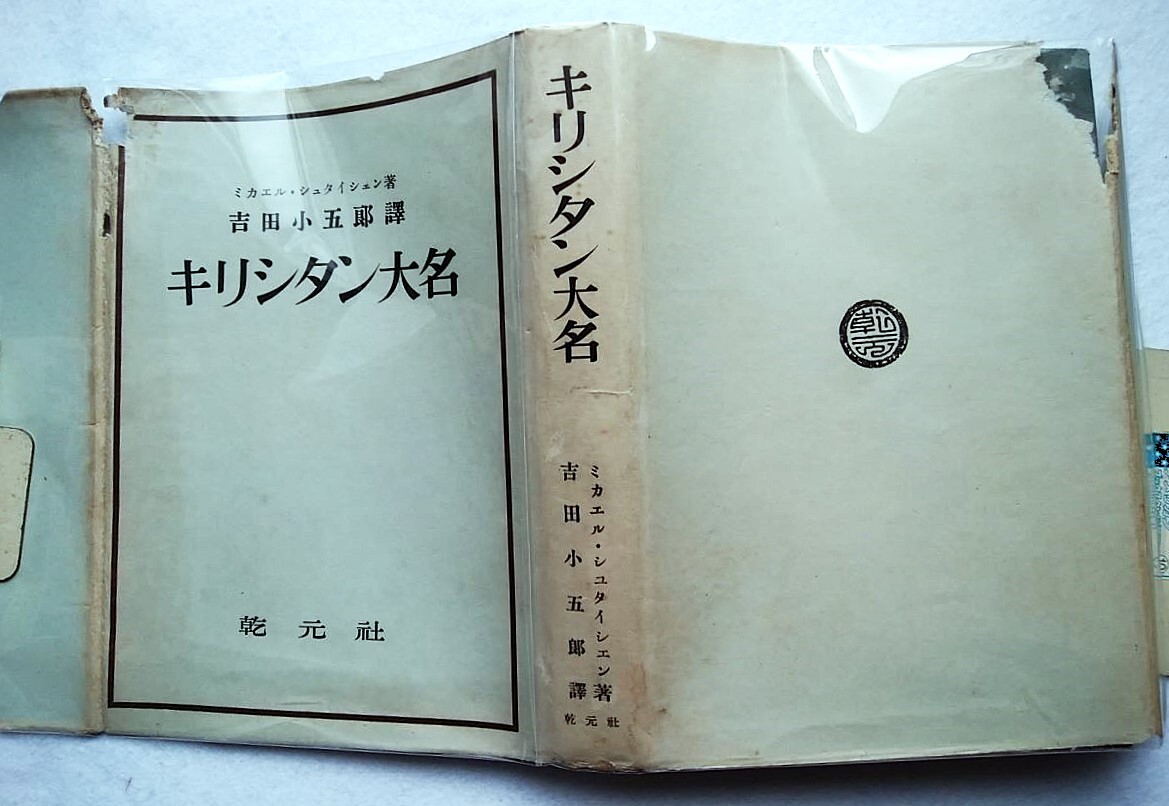 ミカエル・シュタイシェン著
吉田小五郎譯
キリシタン大名
乾元社
キリシタン大名
ミカエル・シュタイシェン著
吉田小五郎譯
乾元社
乾元